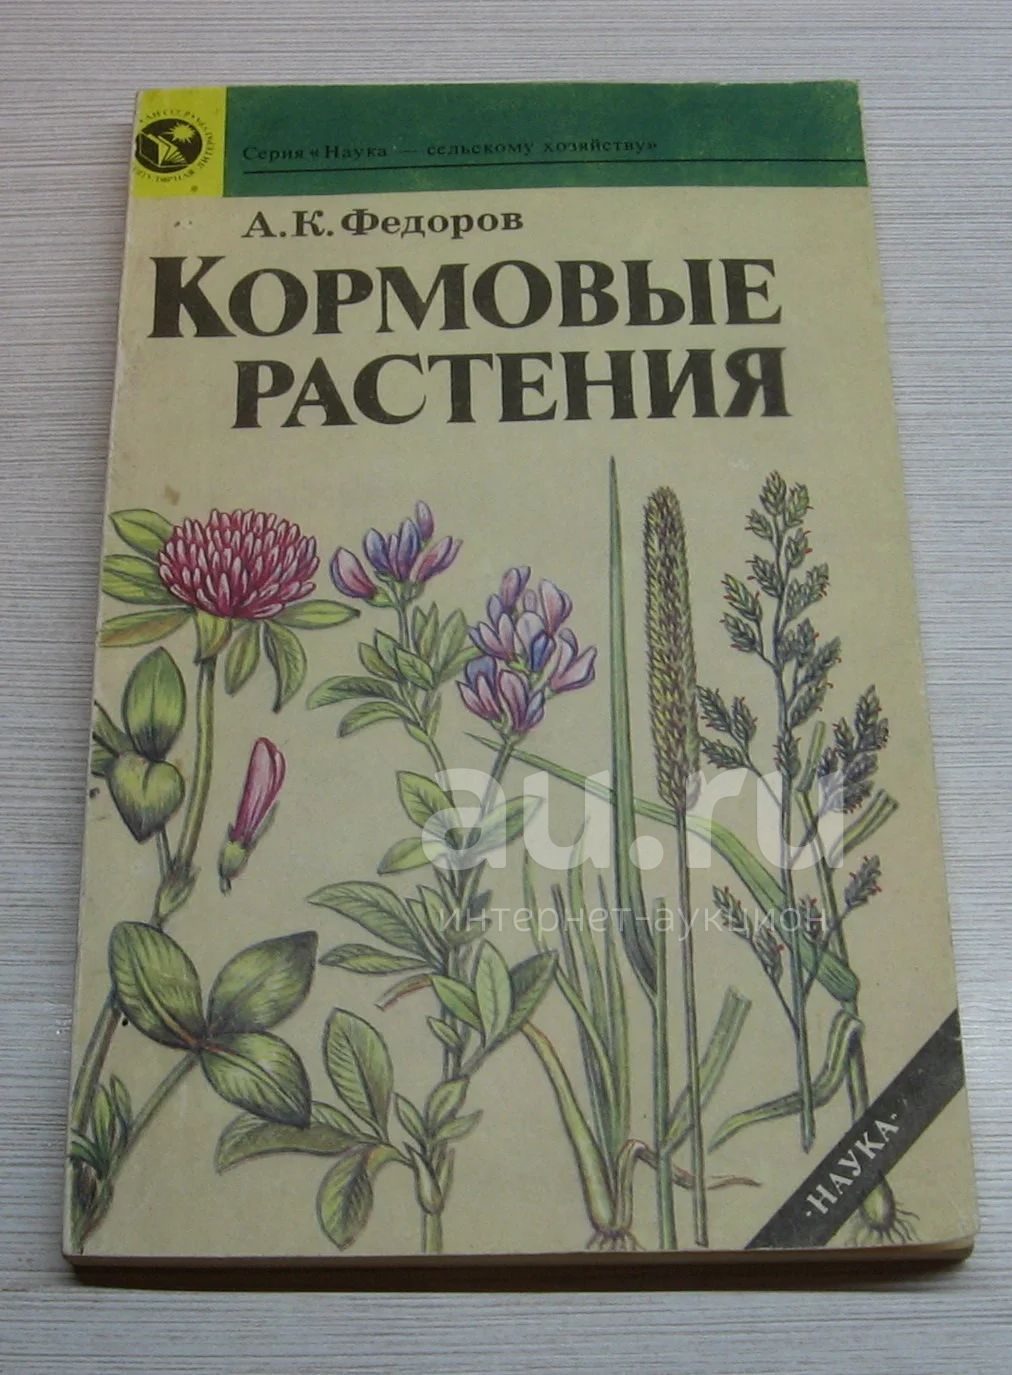 Серия «Наука — сельскому хозяйству»
А.К.Федоров
КОРМОВЫЕ
РАСТЕНИЯ
au.ru
интернет-аукцион
·НАУКА·